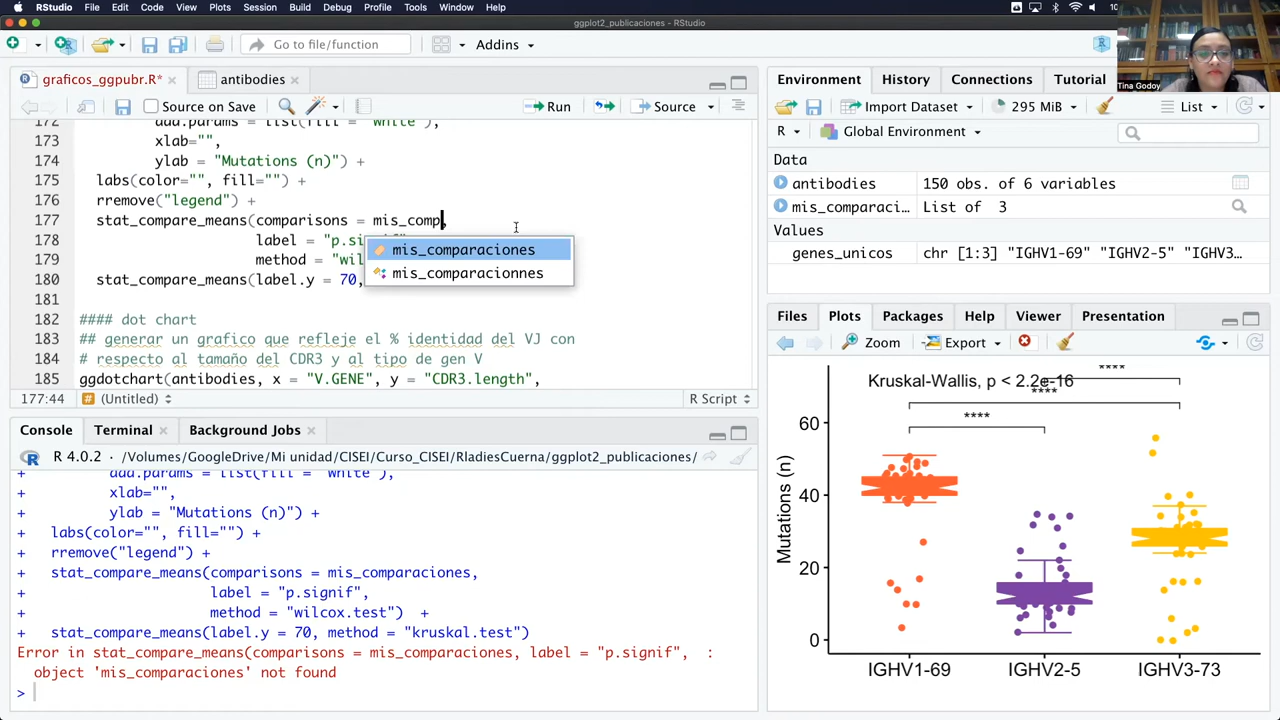 RStudio File Edit Code View Plots Session Build Debug Profile Tools Window Help
ggplot2_publicaciones - RStudio
Go to file/function Addins
Tina Godoy
graficos_ggpubr.R* antibodies
Source on Save Run Source
172 add.params = list(fill = "white"),
173 xlab="",
174 ylab = "Mutations (n)") +
175 labs(color="", fill="") +
176 rremove("legend") +
177 stat_compare_means(comparisons = mis_comp,
178 label = "p.signif",
179 method = "wil
180 stat_compare_means(label.y = 70,
181
182 #### dot chart
183 ## generar un grafico que refleje el % identidad del VJ con
184 # respecto al tamaño del CDR3 y al tipo de gen V
185 ggdotchart(antibodies, x = "V.GENE", y = "CDR3.length",
mis_comparaciones
mis_comparacionnes
177:44 (Untitled) R Script
Console Terminal Background Jobs
R 4.0.2 · /Volumes/GoogleDrive/Mi unidad/CISEI/Curso_CISEI/RladiesCuerna/ggplot2_publicaciones/
+ add.params = list(fill = "white"),
+ xlab="",
+ ylab = "Mutations (n)") +
+ labs(color="", fill="") +
+ rremove("legend") +
+ stat_compare_means(comparisons = mis_comparaciones,
+ label = "p.signif",
+ method = "wilcox.test") +
+ stat_compare_means(label.y = 70, method = "kruskal.test")
Error in stat_compare_means(comparisons = mis_comparaciones, label = "p.signif", :
object 'mis_comparaciones' not found
>
Environment History Connections Tutorial
Import Dataset 295 MiB List
R Global Environment
Data
antibodies 150 obs. of 6 variables
mis_comparaci… List of 3
Values
genes_unicos chr [1:3] "IGHV1-69" "IGHV2-5" "IGHV3…
Files Plots Packages Help Viewer Presentation
Zoom Export
Kruskal-Wallis, p < 2.2e-16
****
****
****
60
40
20
0
Mutations (n)
IGHV1-69 IGHV2-5 IGHV3-73